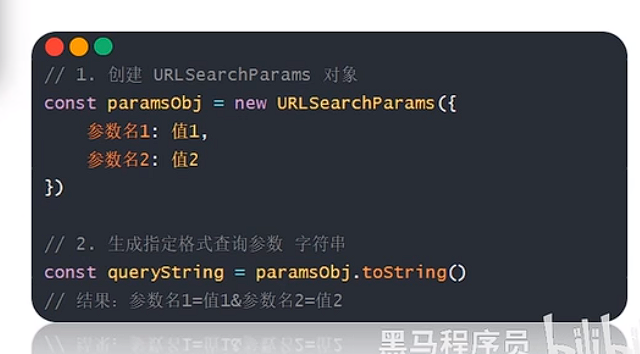 // 1. 创建 URLSearchParams 对象
const paramsObj = new URLSearchParams({
    参数名1: 值1,
    参数名2: 值2
})
// 2. 生成指定格式查询参数 字符串
const queryString = paramsObj.toString()
// 结果：参数名1=值1&参数名2=值2
黑马程序员